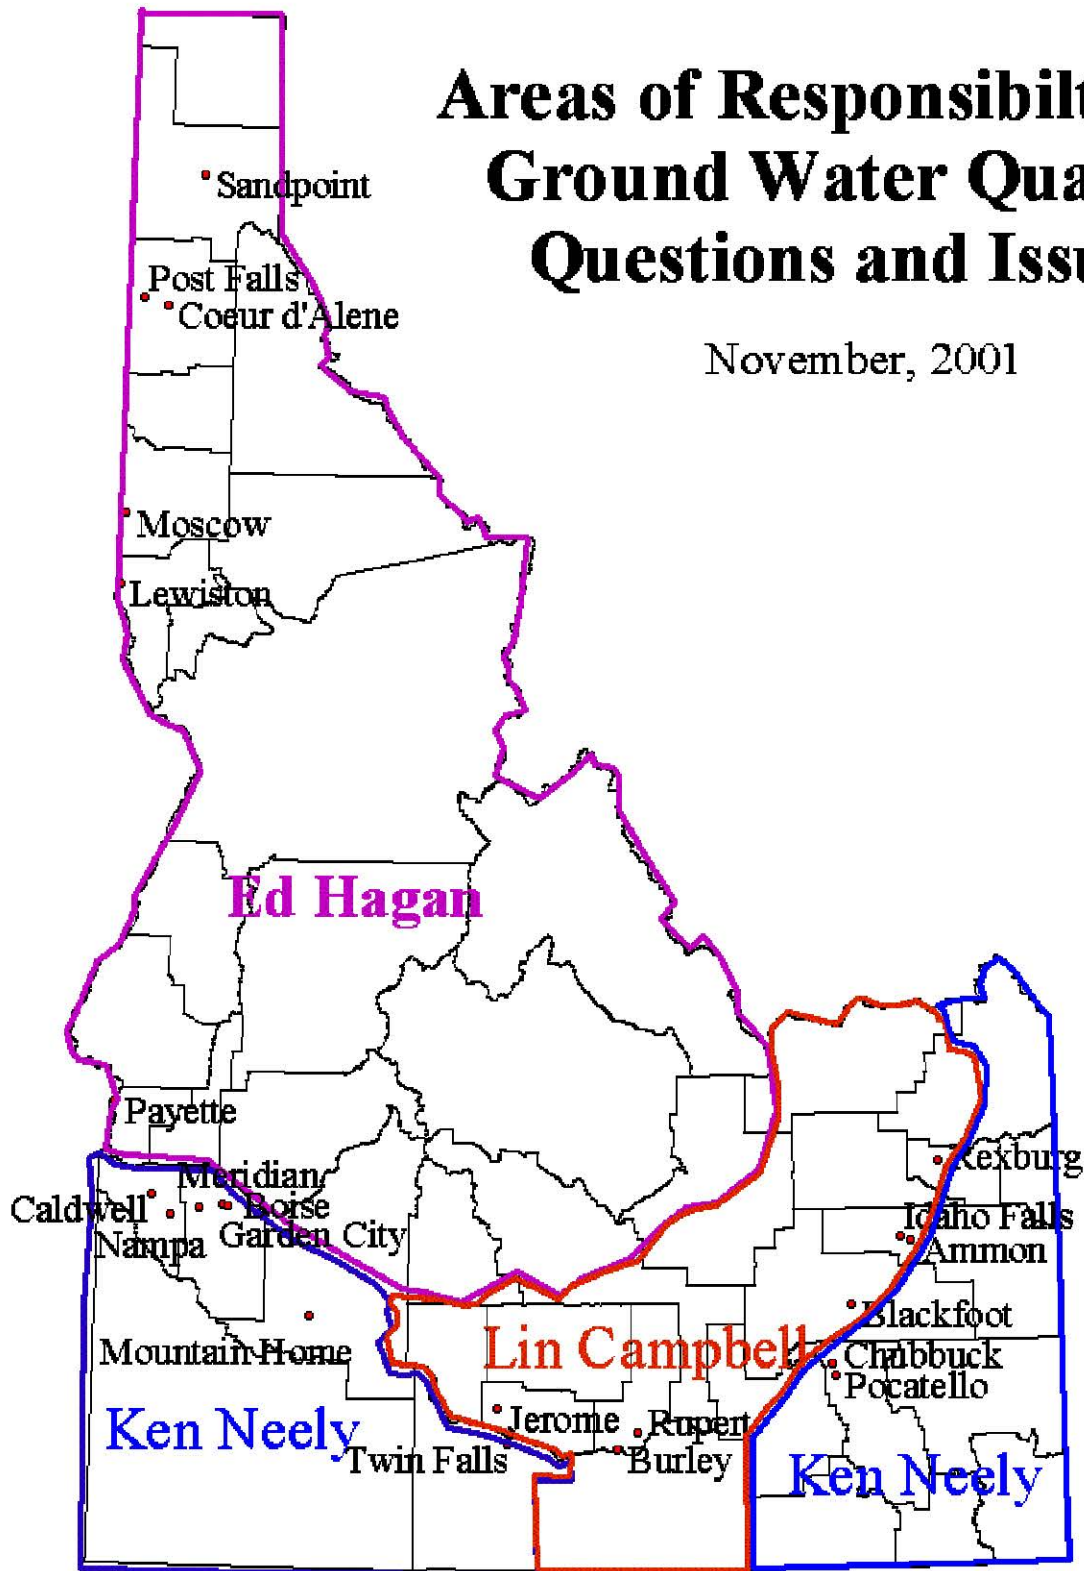 Areas of Responsibilt
Ground Water Qua
Questions and Issu
November, 2001
Sandpoint
Post Falls
Coeur d'Alene
Moscow
Lewiston
Ed Hagan
Payette
Meridian
Boise
Caldwell
Nampa
Garden City
Rexburg
Idaho Falls
Ammon
Blackfoot
Mountain Home
Lin Campbell
Chubbuck
Pocatello
Ken Neely
Jerome
Rupert
Twin Falls
Burley
Ken Neely